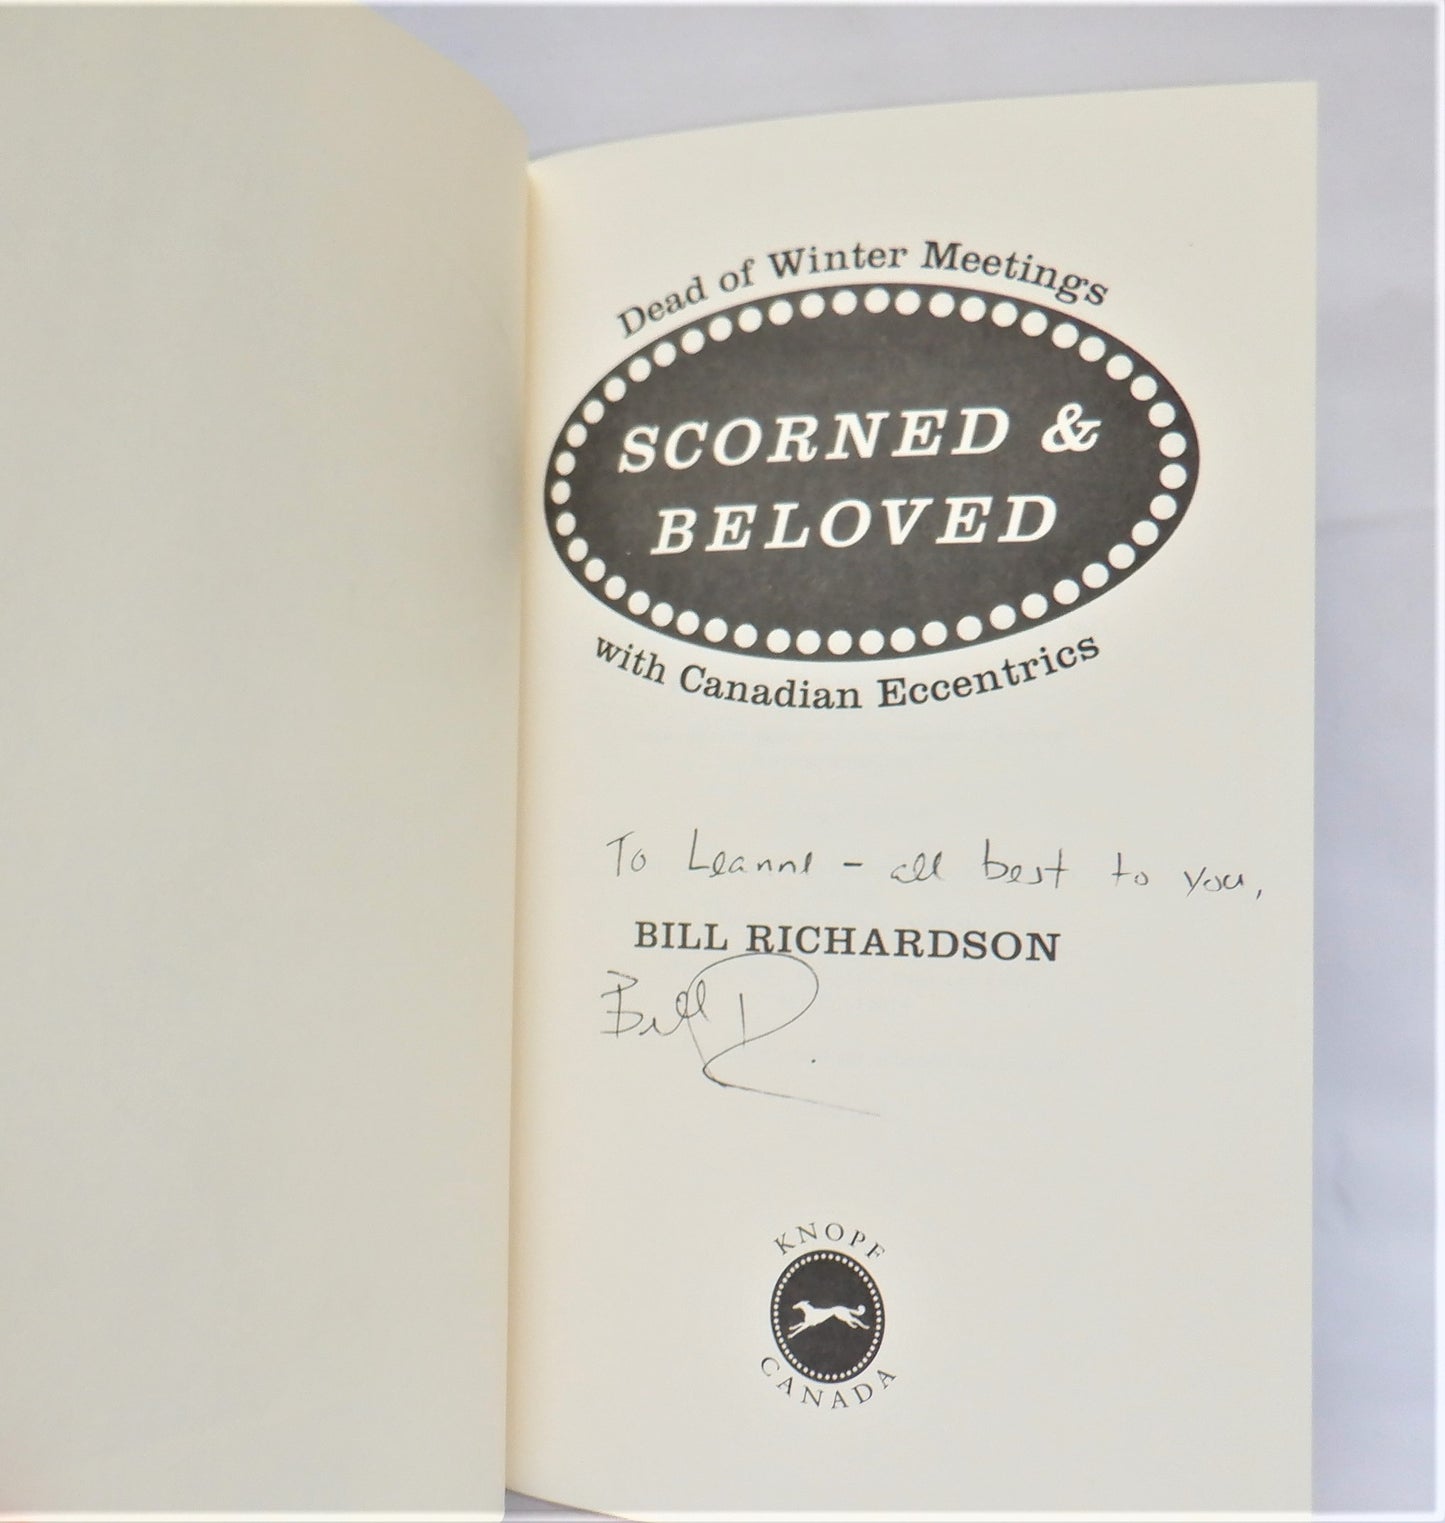 Dead of Winter Meetings
SCORNED &
BELOVED
with Canadian Eccentrics
To Leanne - all best to you,
BILL RICHARDSON
Bill R.
KNOPF
CANADA